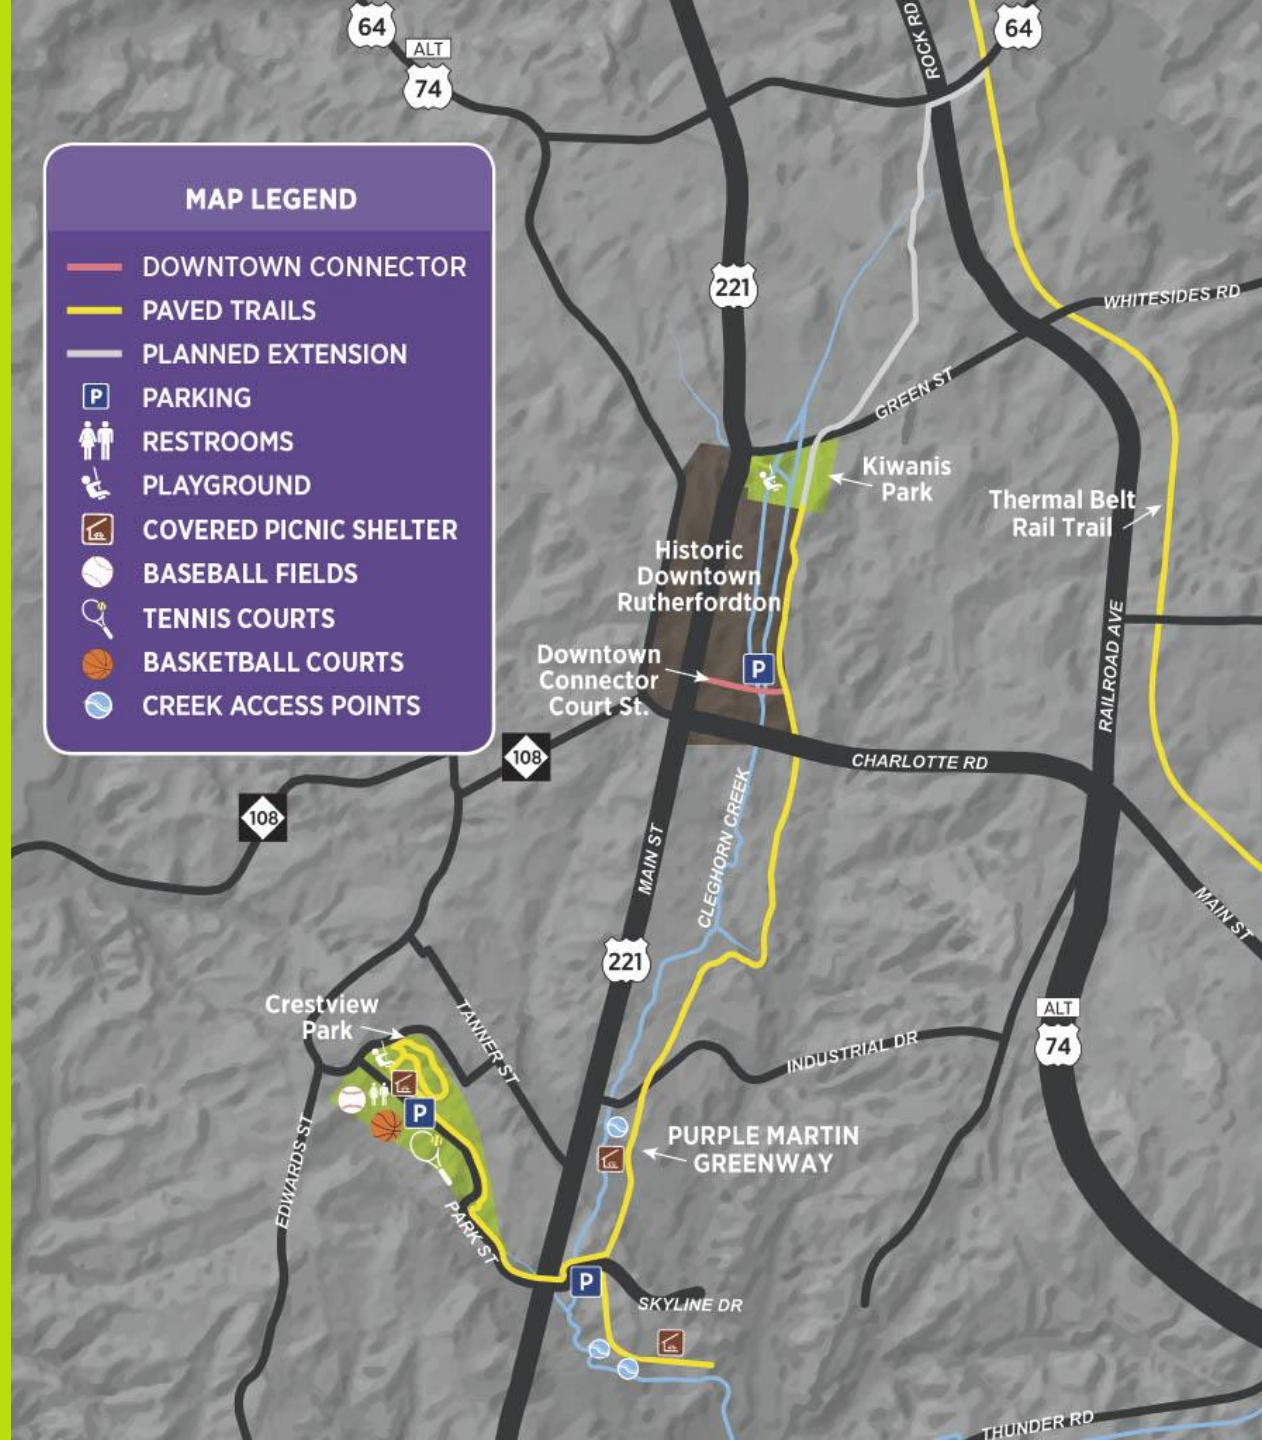 64
ALT
74
ROCK RD
64
MAP LEGEND
DOWNTOWN CONNECTOR
PAVED TRAILS
PLANNED EXTENSION
P PARKING
RESTROOMS
PLAYGROUND
COVERED PICNIC SHELTER
BASEBALL FIELDS
TENNIS COURTS
BASKETBALL COURTS
CREEK ACCESS POINTS
221
WHITESIDES RD
GREEN ST
Kiwanis
Park
Thermal Belt
Rail Trail
Historic
Downtown
Rutherfordton
Downtown
Connector
Court St.
P
RAILROAD AVE
108
108
CHARLOTTE RD
MAIN ST
CLEGHORN CREEK
MAIN ST
221
Crestview
Park
TANNER ST
INDUSTRIAL DR
ALT
74
P
PURPLE MARTIN
GREENWAY
EDWARDS ST
PARK ST
P
SKYLINE DR
THUNDER RD